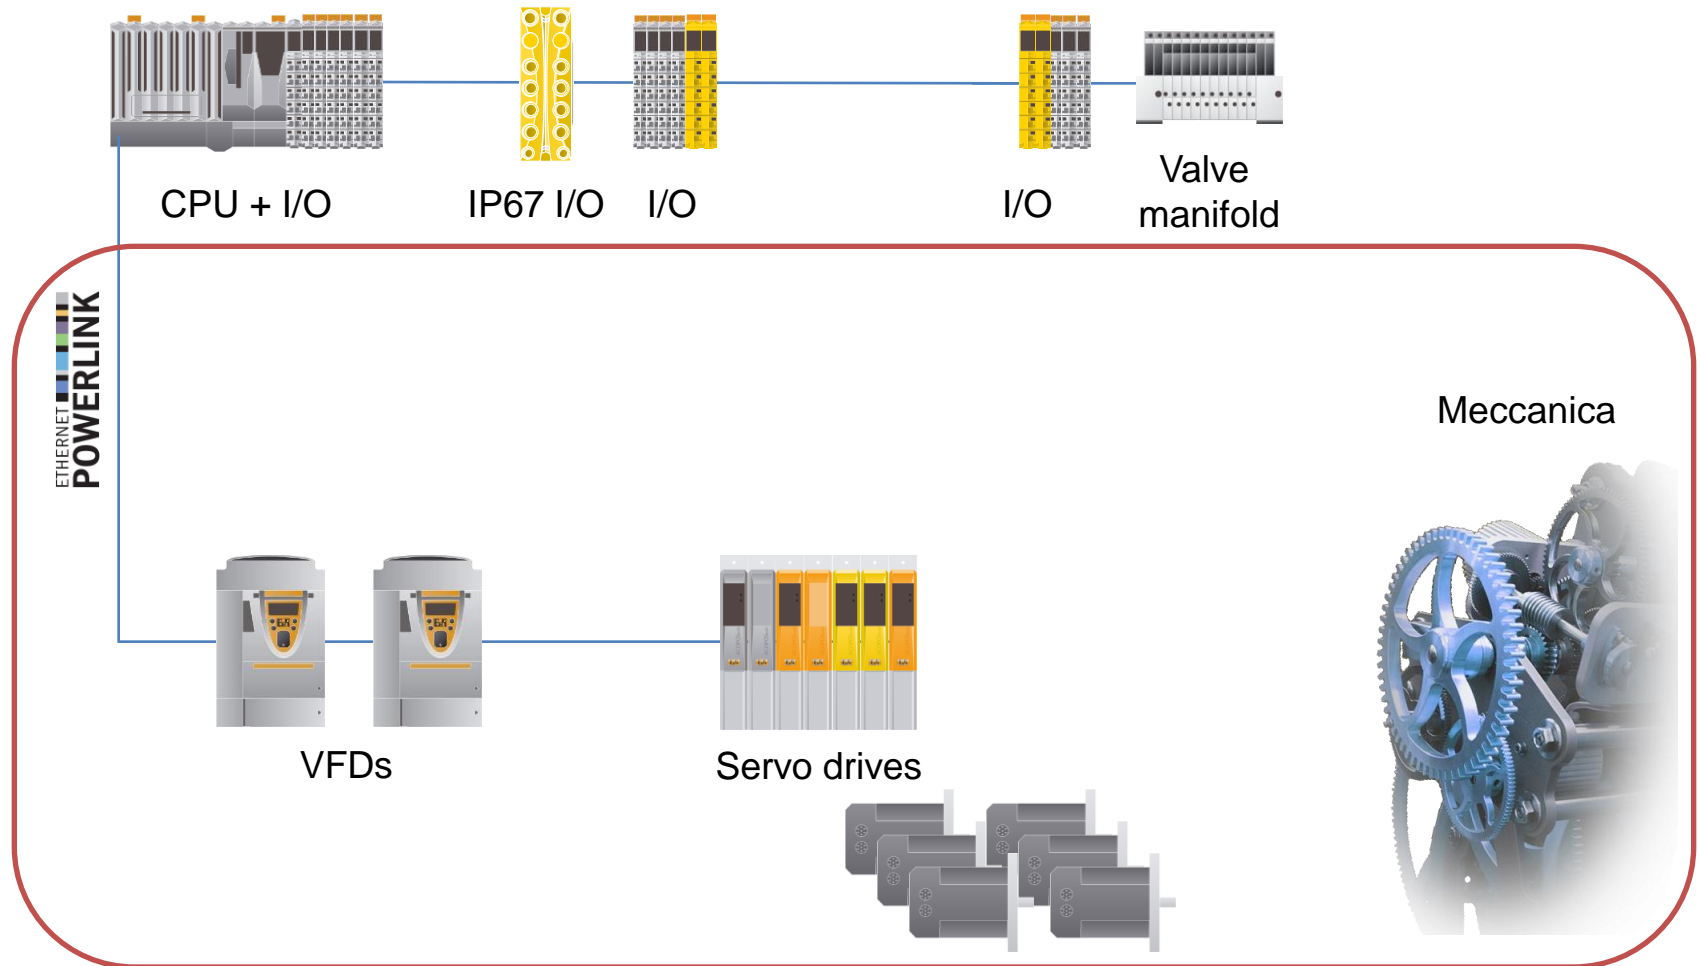 CPU + I/O
IP67 I/O
I/O
I/O
Valve
manifold
ETHERNET
POWERLINK
Meccanica
VFDs
Servo drives